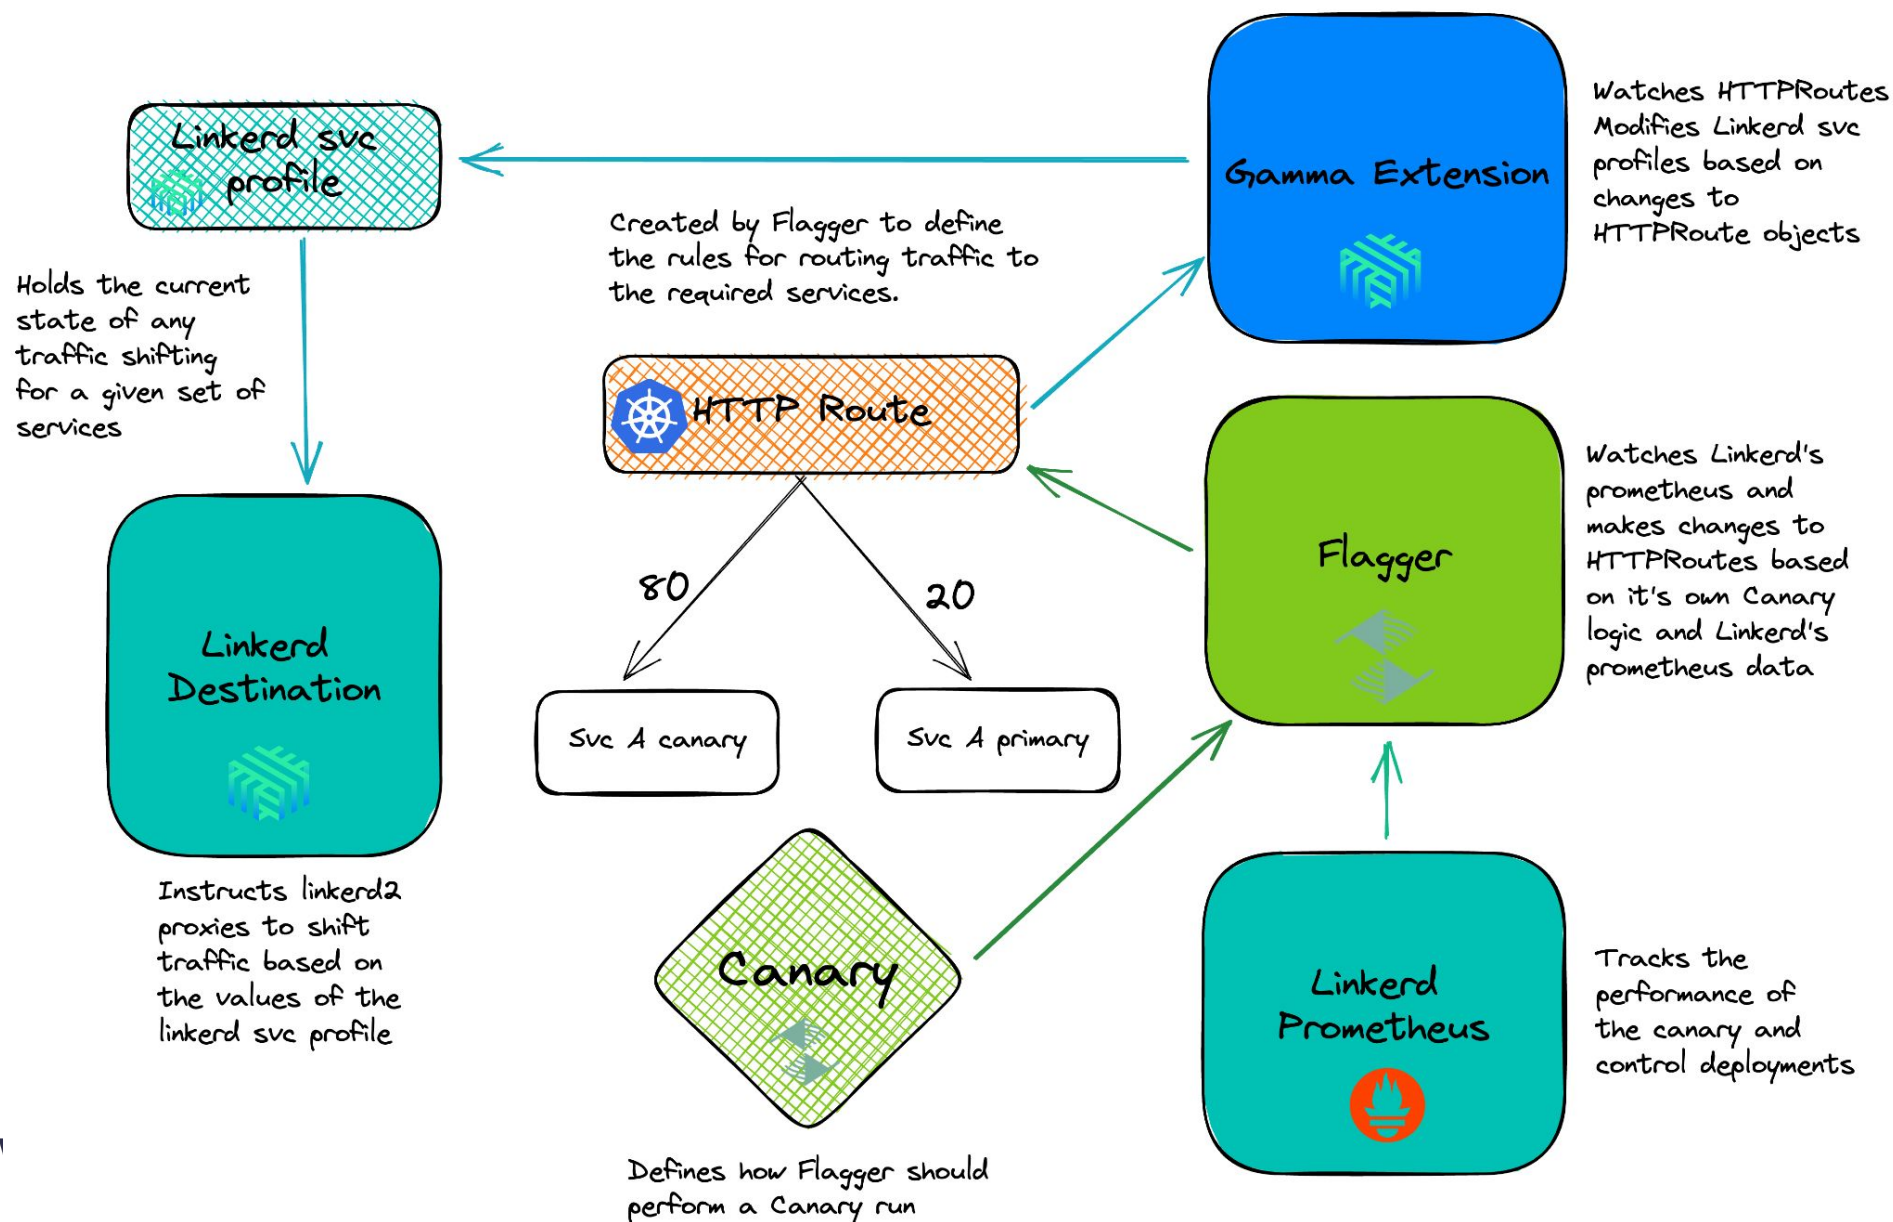 Linkerd svc
profile
Holds the current
state of any
traffic shifting
for a given set of
services
Linkerd
Destination
Instructs linkerd2
proxies to shift
traffic based on
the values of the
linkerd svc profile
Created by Flagger to define
the rules for routing traffic to
the required services.
HTTP Route
80
20
Svc A canary
Svc A primary
Canary
Defines how Flagger should
perform a Canary run
Gamma Extension
Watches HTTPRoutes
Modifies Linkerd svc
profiles based on
changes to
HTTPRoute objects
Flagger
Watches Linkerd's
prometheus and
makes changes to
HTTPRoutes based
on it's own Canary
logic and Linkerd's
prometheus data
Linkerd
Prometheus
Tracks the
performance of
the canary and
control deployments